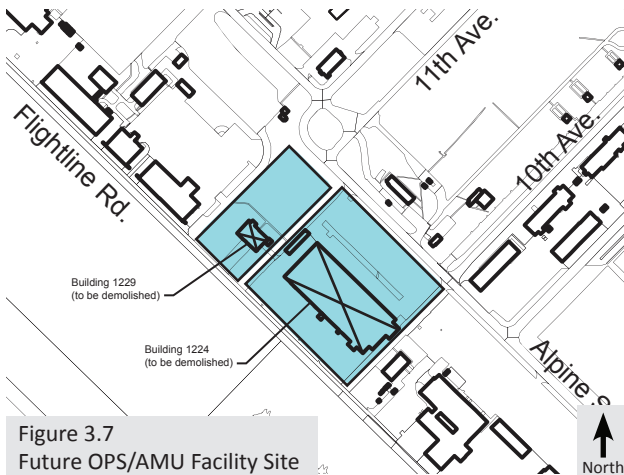 11th Ave.
10th Ave.
Flightline Rd.
Building 1229
(to be demolished)
Building 1224
(to be demolished)
Alpine S
Figure 3.7
Future OPS/AMU Facility Site
North